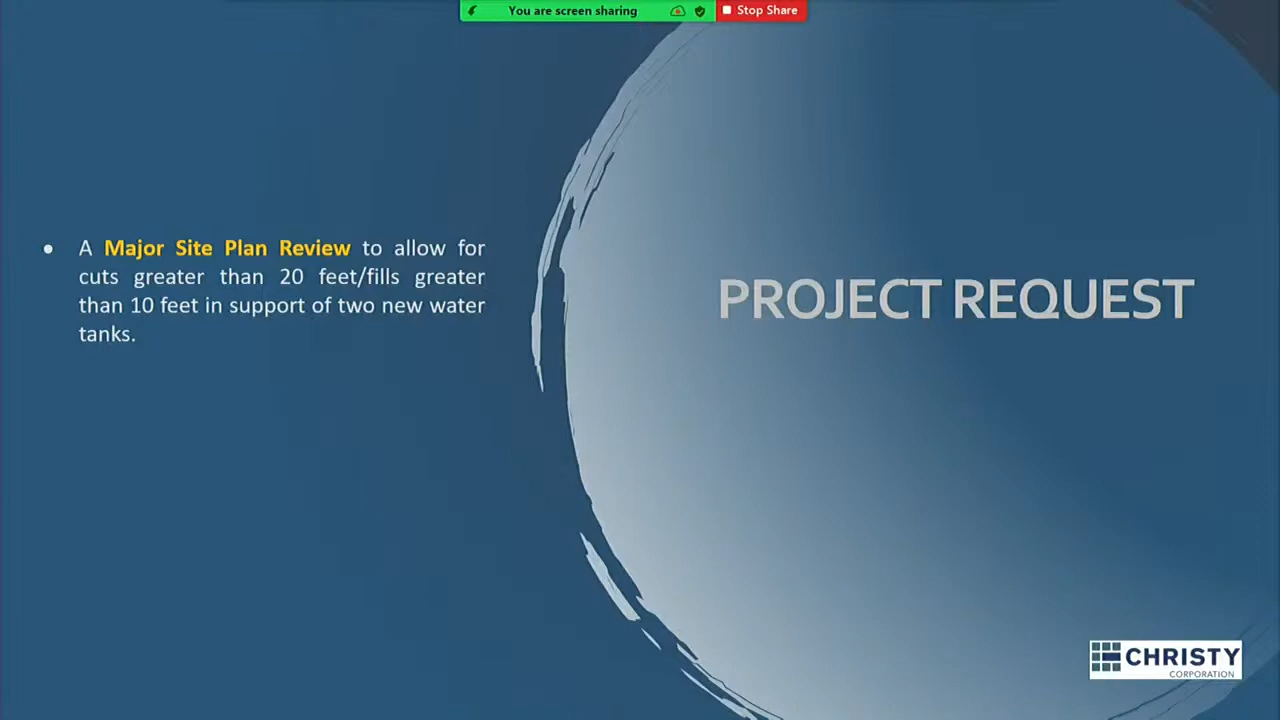 You are screen sharing
Stop Share
● A Major Site Plan Review to allow for
cuts greater than 20 feet/fills greater
than 10 feet in support of two new water
tanks.
PROJECT REQUEST
CHRISTY
CORPORATION